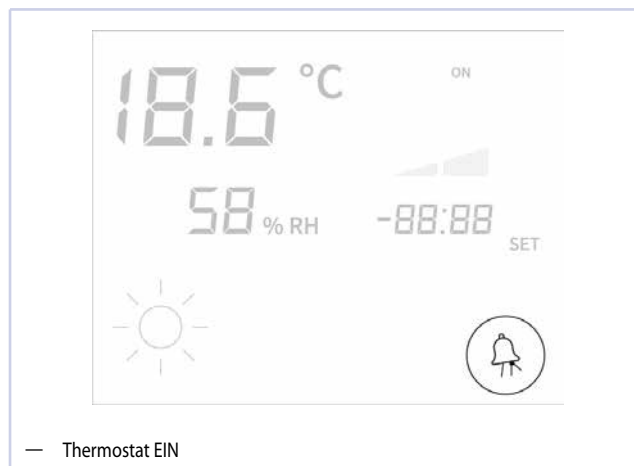 18.6 °C
ON
58 % RH
-88:88
SET
— Thermostat EIN